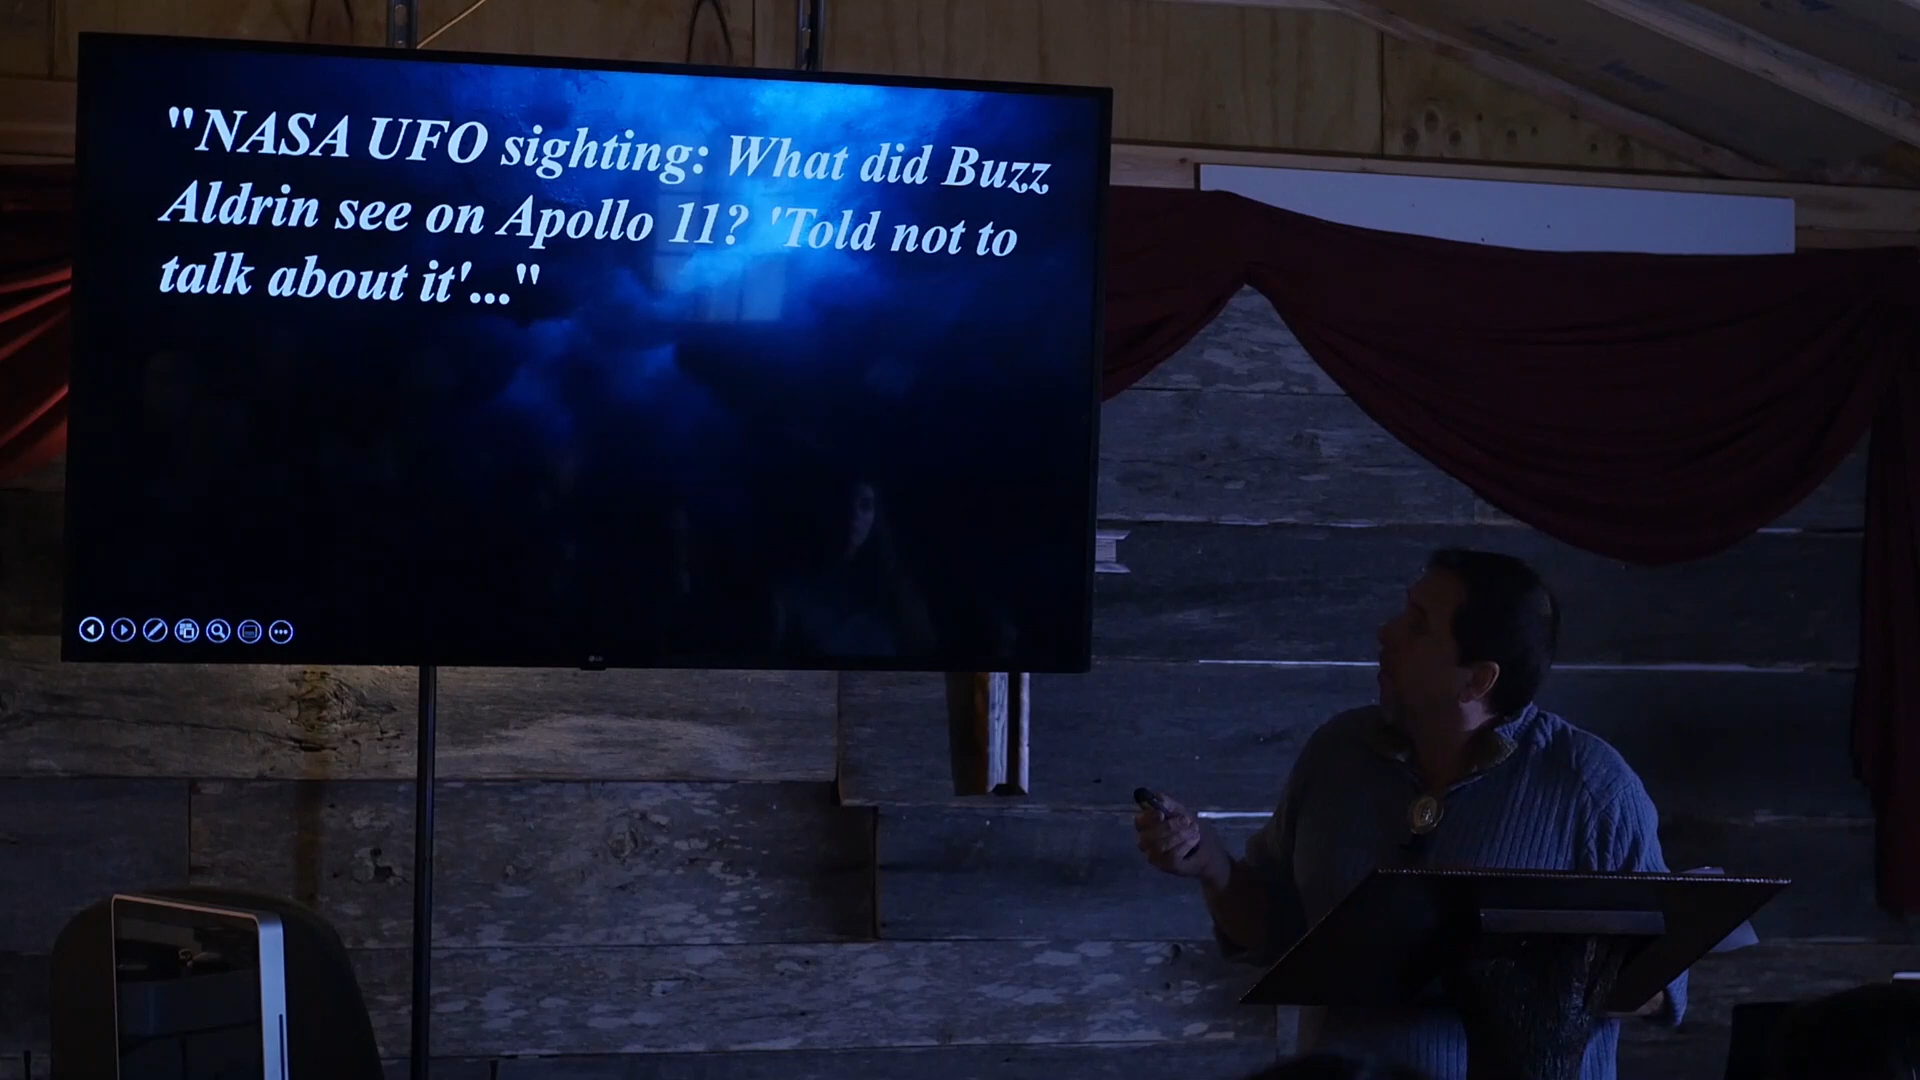 "NASA UFO sighting: What did Buzz
Aldrin see on Apollo 11? 'Told not to
talk about it'..."